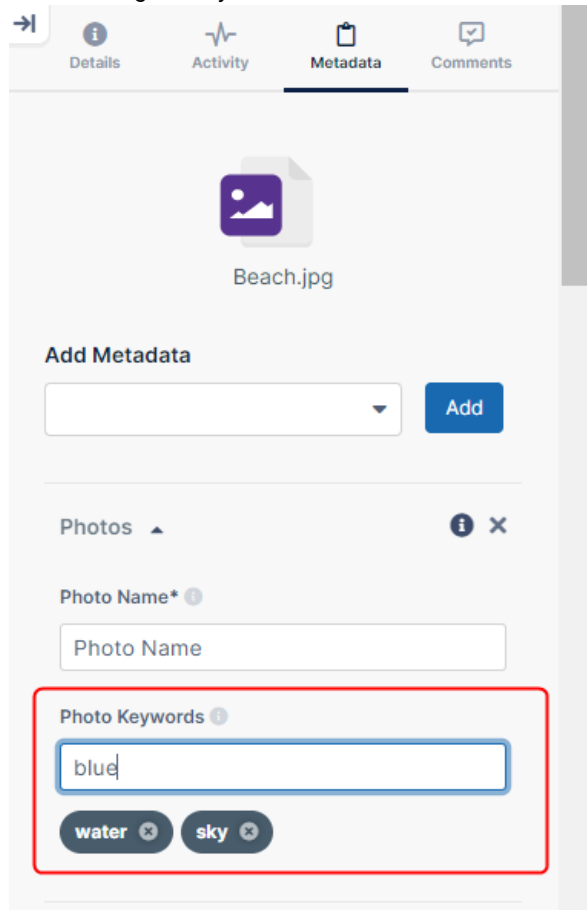 Details Activity Metadata Comments
Beach.jpg
Add Metadata
Add
Photos
Photo Name*
Photo Name
Photo Keywords
blue
water sky